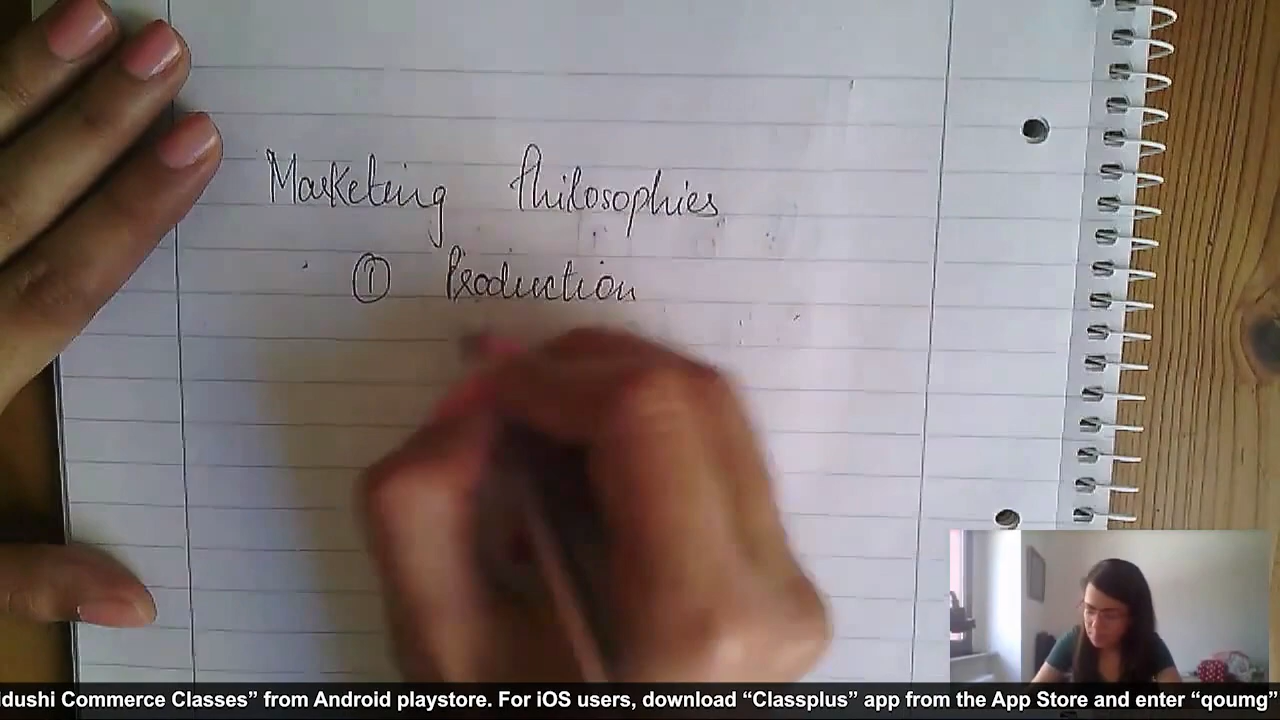 Marketing Philosophies
① Production
ldushi Commerce Classes” from Android playstore. For iOS users, download “Classplus” app from the App Store and enter “qoumg”